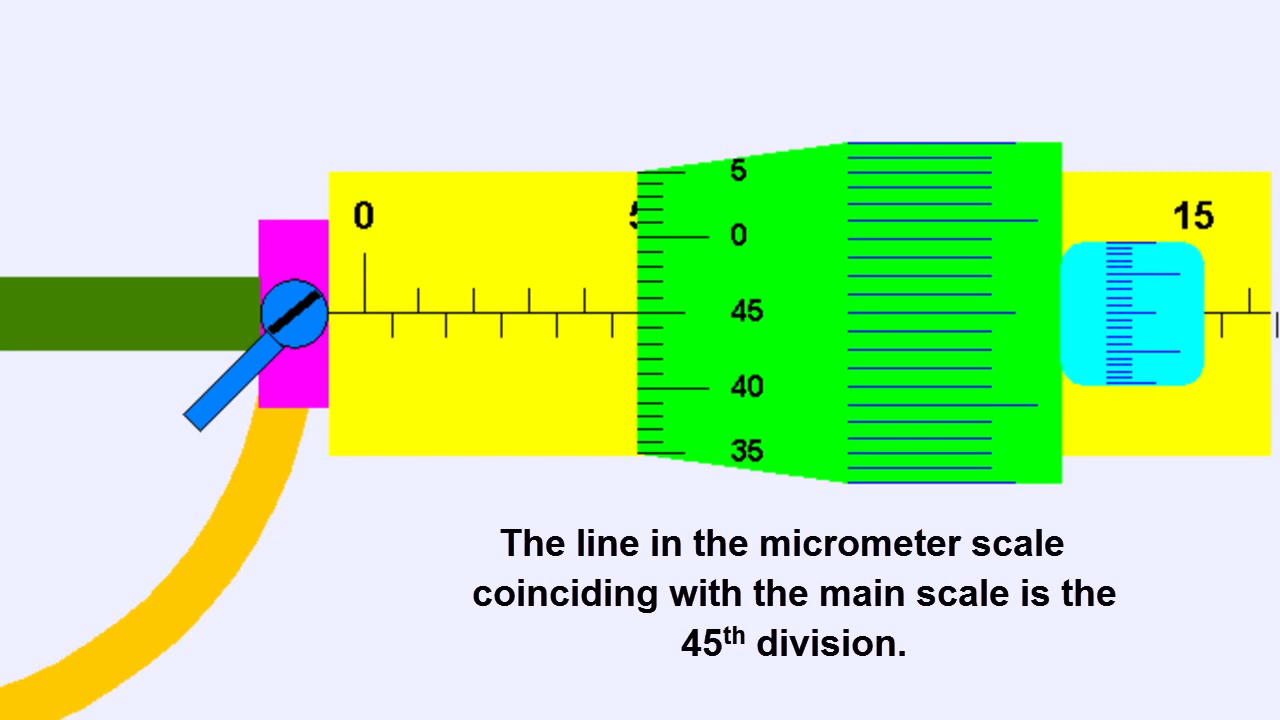 5
0
5
15
0
45
40
35
The line in the micrometer scale
coinciding with the main scale is the
45th division.